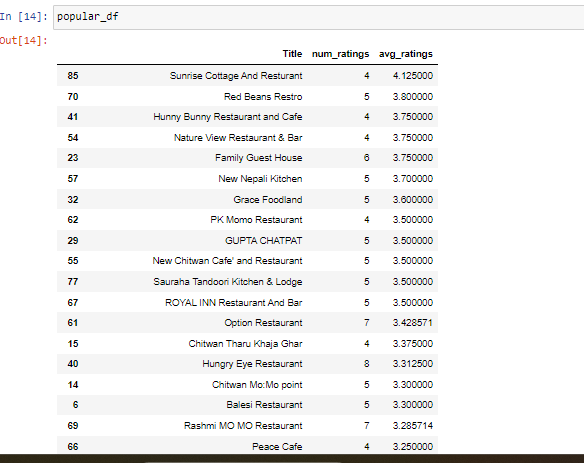 In [14]: popular_df
Out[14]:
Title num_ratings avg_ratings
85 Sunrise Cottage And Resturant 4 4.125000
70 Red Beans Restro 5 3.800000
41 Hunny Bunny Restaurant and Cafe 4 3.750000
54 Nature View Restaurant & Bar 4 3.750000
23 Family Guest House 6 3.750000
57 New Nepali Kitchen 5 3.700000
32 Grace Foodland 5 3.600000
62 PK Momo Restaurant 4 3.500000
29 GUPTA CHATPAT 5 3.500000
55 New Chitwan Cafe' and Restaurant 5 3.500000
77 Sauraha Tandoori Kitchen & Lodge 5 3.500000
67 ROYAL INN Restaurant And Bar 5 3.500000
61 Option Restaurant 7 3.428571
15 Chitwan Tharu Khaja Ghar 4 3.375000
40 Hungry Eye Restaurant 8 3.312500
14 Chitwan Mo:Mo point 5 3.300000
6 Balesi Restaurant 5 3.300000
69 Rashmi MO MO Restaurant 7 3.285714
66 Peace Cafe 4 3.250000